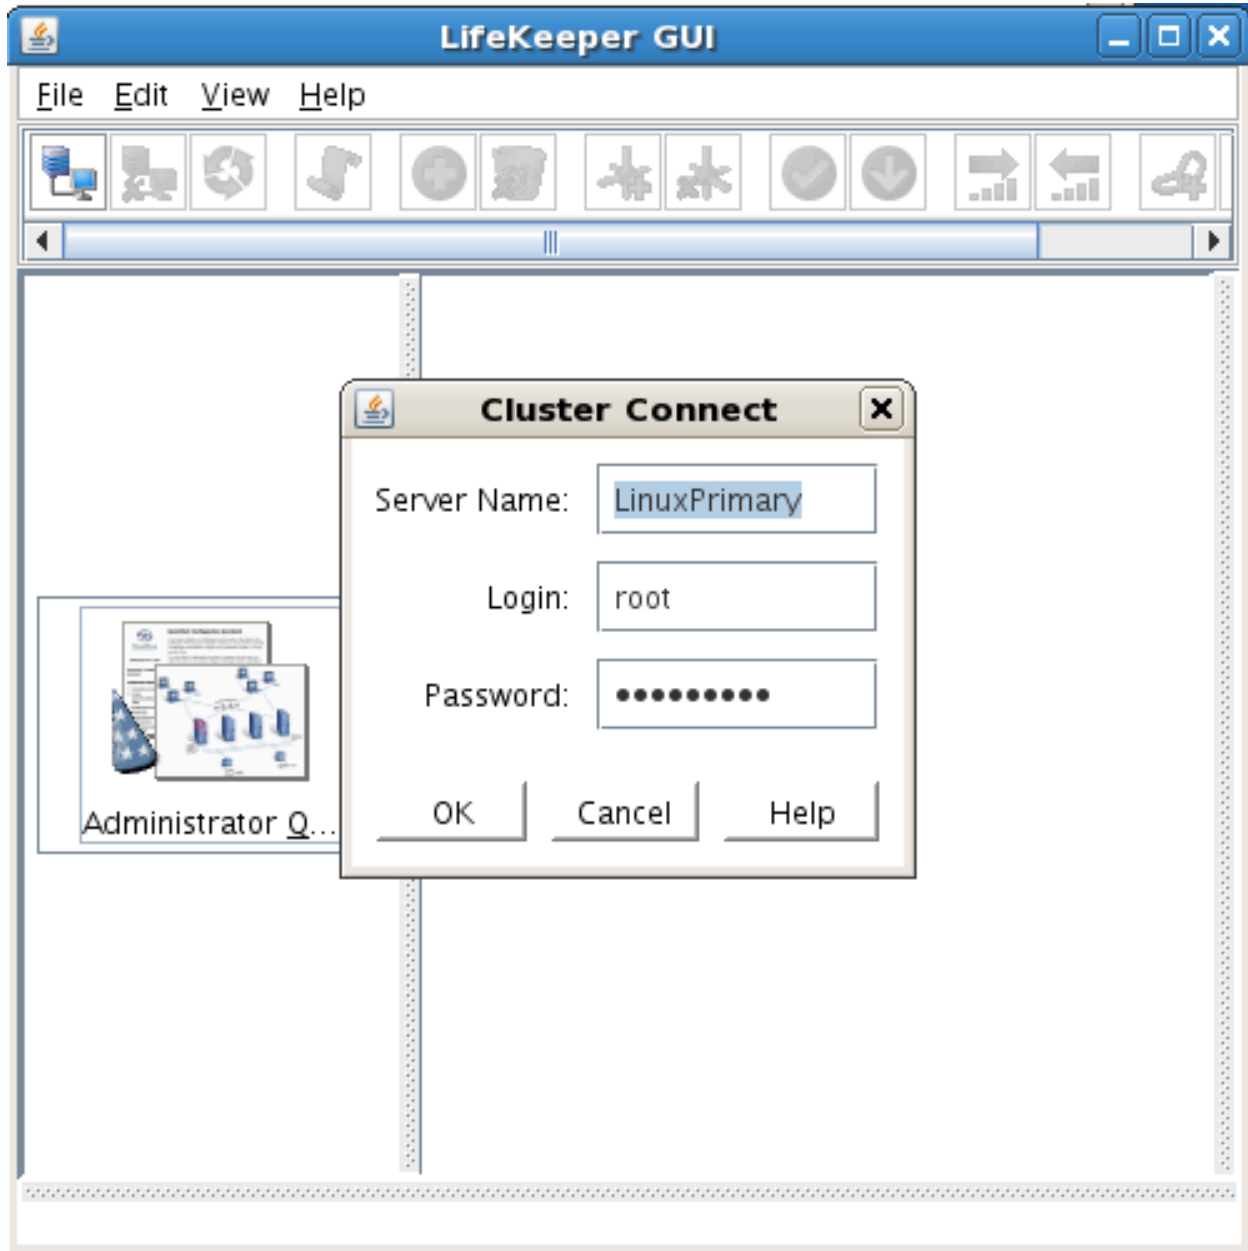 LifeKeeper GUI
File Edit View Help
Cluster Connect
Server Name: LinuxPrimary
Login: root
Password: •••••••••
OK Cancel Help
Administrator Q...